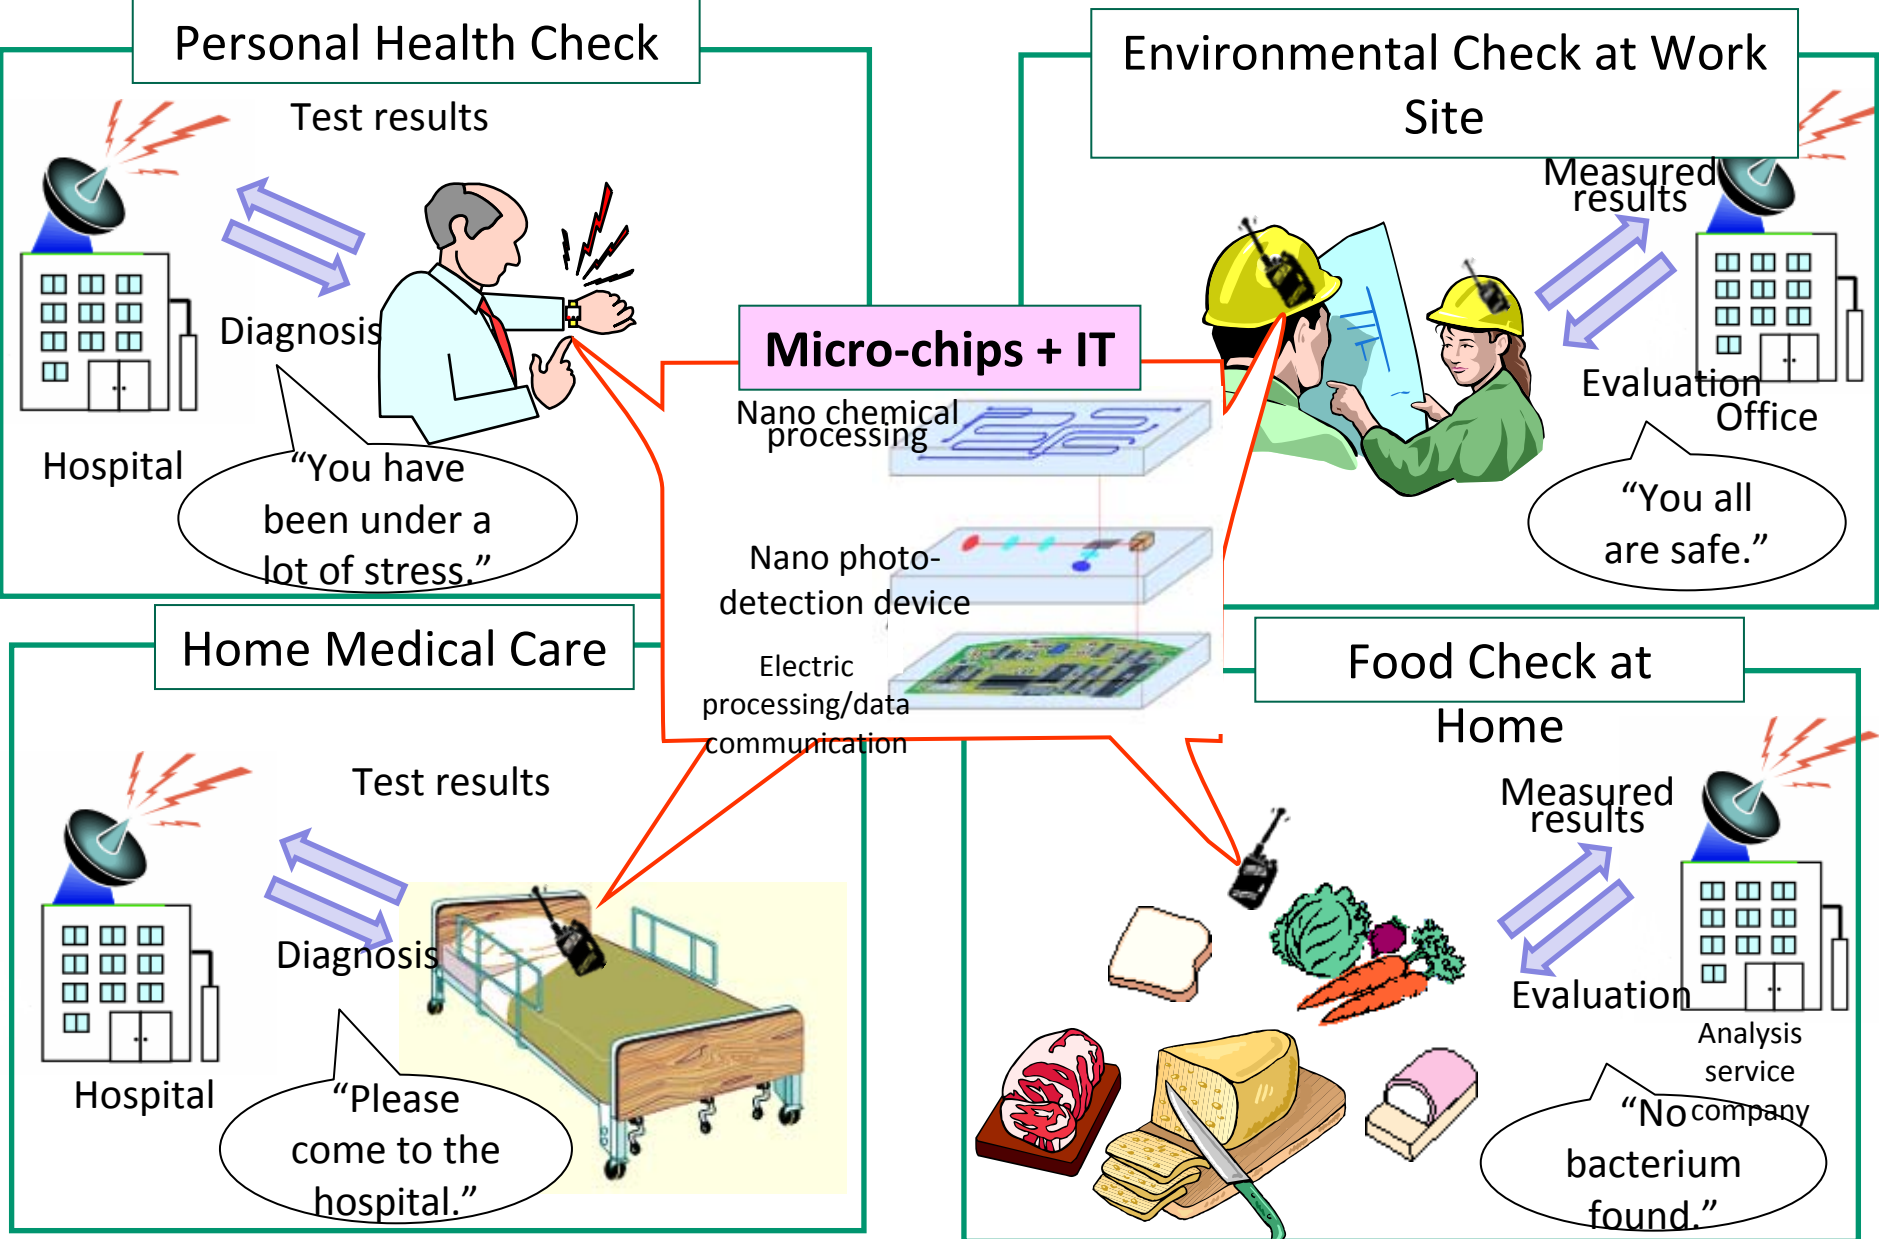 Personal Health Check
Test results
Diagnosis
Hospital
“You have
been under a
lot of stress.”
Environmental Check at Work
Site
Measured
results
Evaluation
Office
“You all
are safe.”
Micro-chips + IT
Nano chemical
processing
Nano photo-
detection device
Electric
processing/data
communication
Home Medical Care
Test results
Diagnosis
Hospital
“Please
come to the
hospital.”
Food Check at
Home
Measured
results
Evaluation
Analysis
service
company
“No
bacterium
found.”